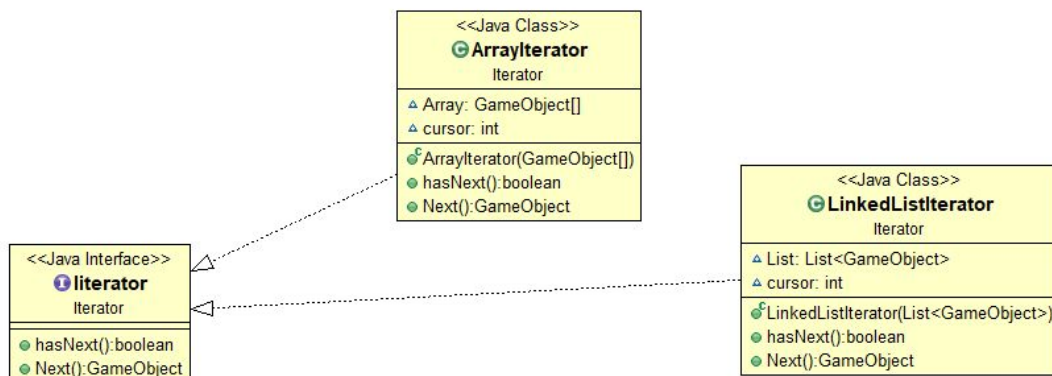 <<Java Class>>
ArrayIterator
Iterator
Array: GameObject[]
cursor: int
ArrayIterator(GameObject[])
hasNext():boolean
Next():GameObject
<<Java Class>>
LinkedListIterator
Iterator
List: List<GameObject>
cursor: int
LinkedListIterator(List<GameObject>)
hasNext():boolean
Next():GameObject
<<Java Interface>>
Iiterator
Iterator
hasNext():boolean
Next():GameObject